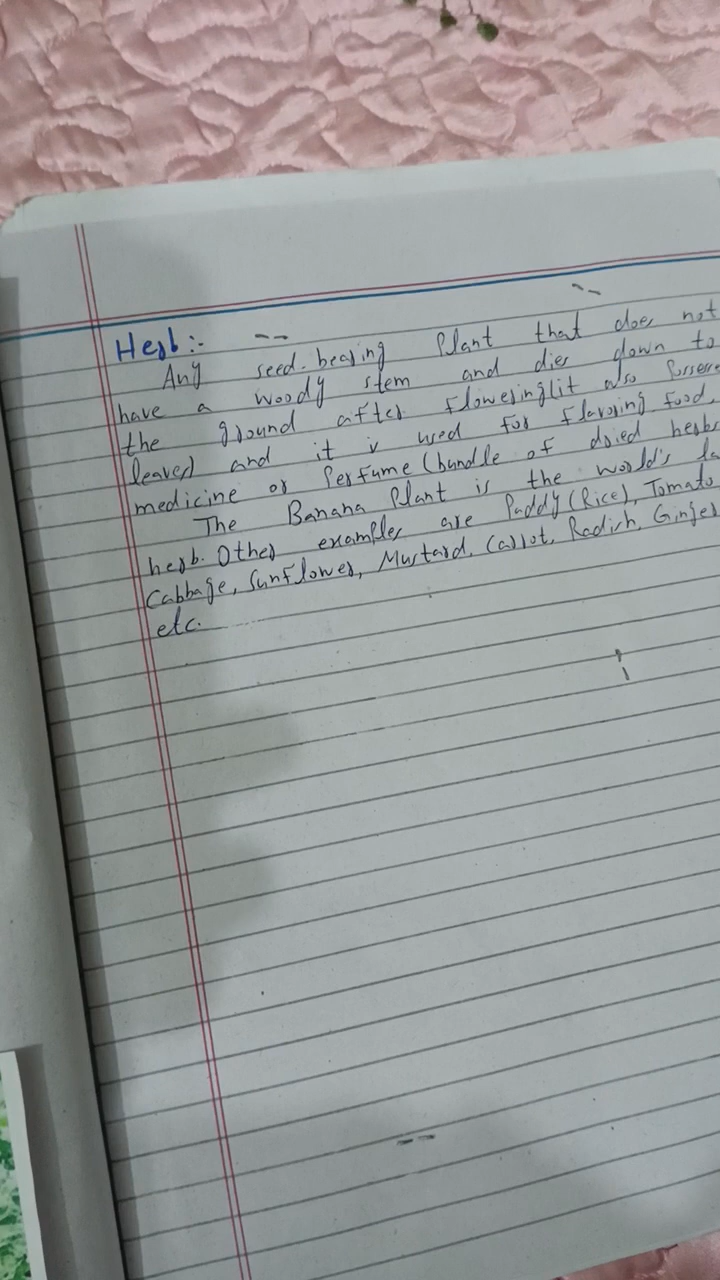 Herb:-
Any seed-bearing Plant that does not
have a woody stem and dies down to
the ground after flowering(it also
leaves) and it is used for flavoring food,
medicine or Perfume (bundle of dried herbs
The Banana Plant is the world's
herb. Other examples are Paddy (Rice), Tomato
Cabbage, Sunflower, Mustard, Carrot, Radish, Ginger
etc.